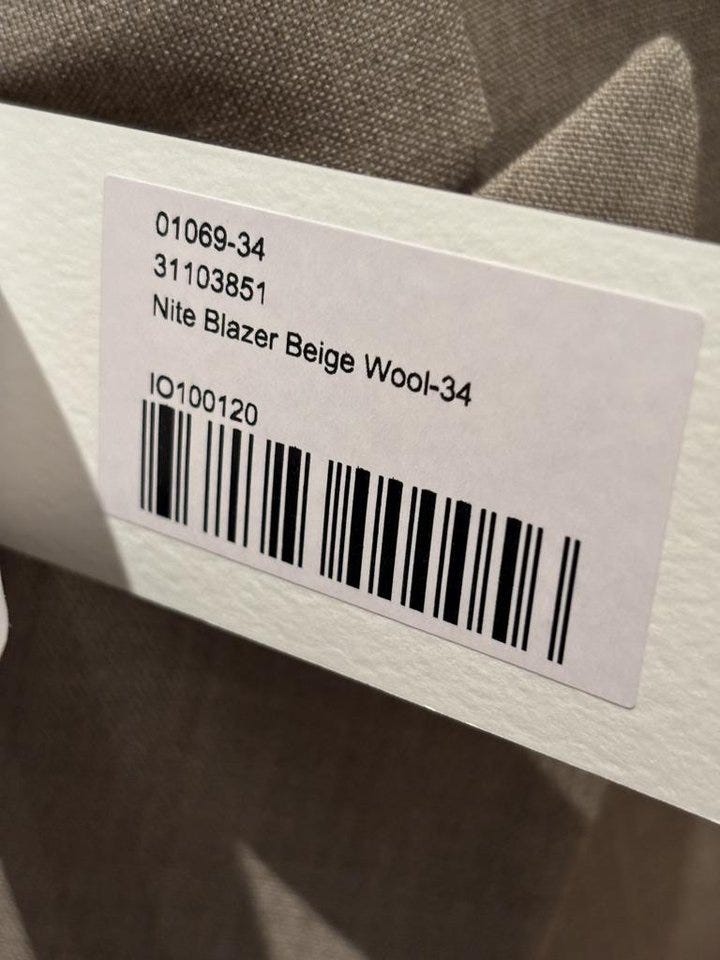 01069-34
31103851
Nite Blazer Beige Wool-34
IO100120